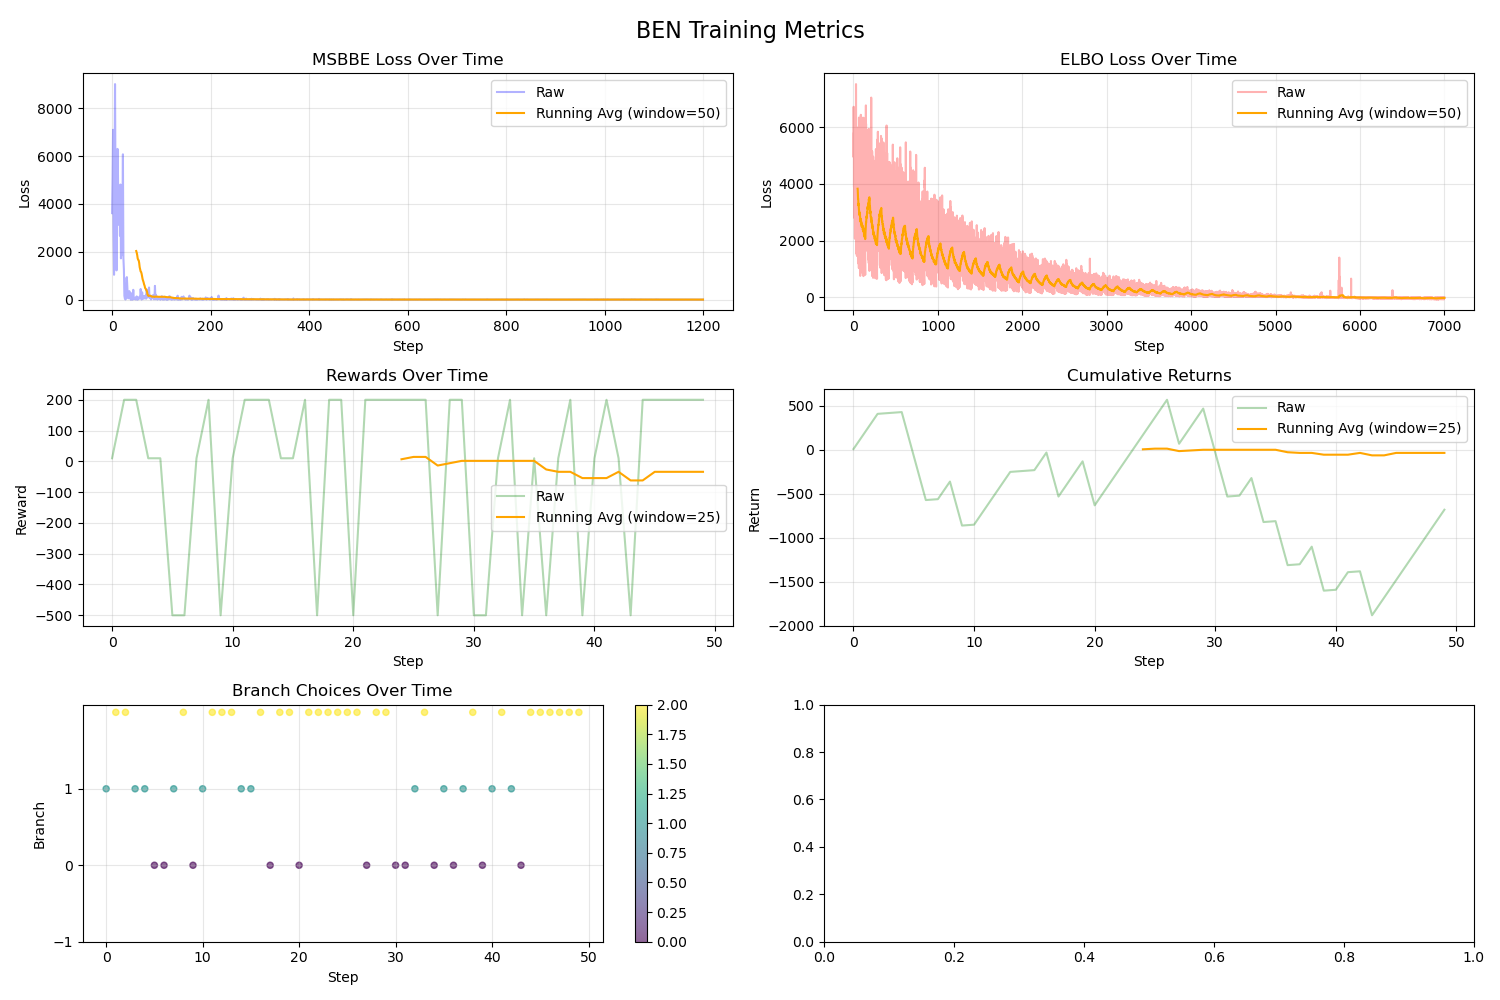 BEN Training Metrics
MSBBE Loss Over Time
Loss
8000
6000
4000
2000
0
0 200 400 600 800 1000 1200
Step
Raw
Running Avg (window=50)
ELBO Loss Over Time
Loss
6000
4000
2000
0
0 1000 2000 3000 4000 5000 6000 7000
Step
Raw
Running Avg (window=50)
Rewards Over Time
Reward
200
100
0
−100
−200
−300
−400
−500
0 10 20 30 40 50
Step
Raw
Running Avg (window=25)
Cumulative Returns
Return
500
0
−500
−1000
−1500
−2000
0 10 20 30 40 50
Step
Raw
Running Avg (window=25)
Branch Choices Over Time
Branch
1
0
−1
0 10 20 30 40 50
Step
2.00
1.75
1.50
1.25
1.00
0.75
0.50
0.25
0.00
1.0
0.8
0.6
0.4
0.2
0.0
0.0 0.2 0.4 0.6 0.8 1.0